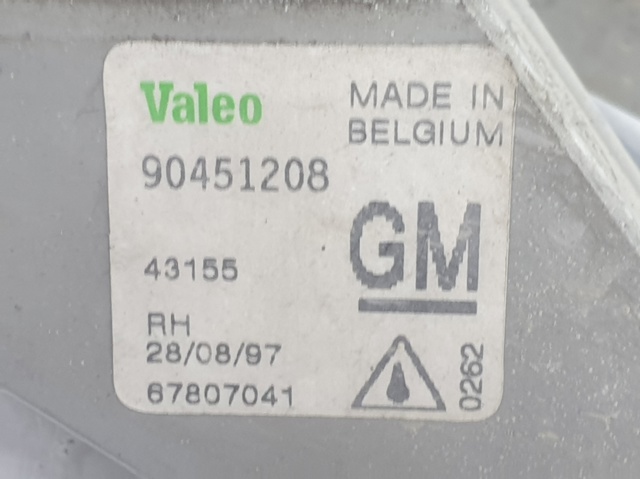 Valeo
MADE IN
BELGIUM
90451208
GM
43155
RH
28/08/97
67807041
0262